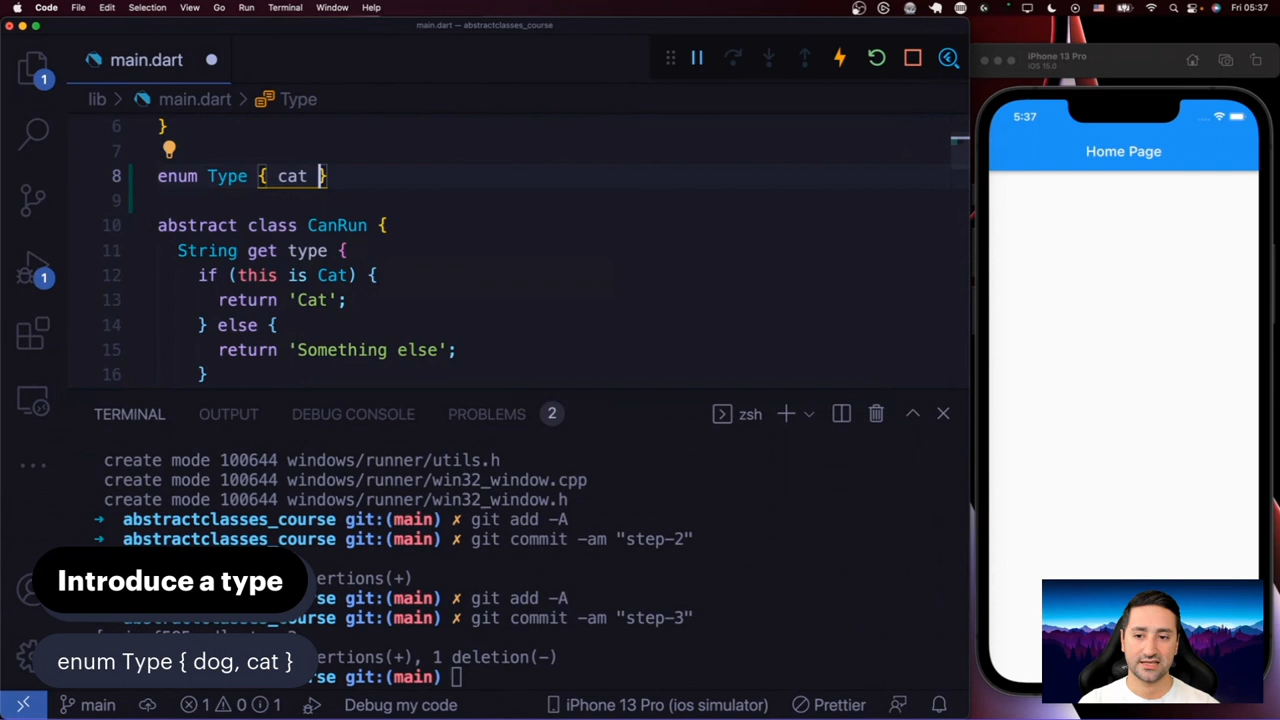 Code File Edit Selection View Go Run Terminal Window Help
Fri 05:37
main.dart — abstractclasses_course
main.dart
lib > main.dart > Type
6 }
7
8 enum Type { cat }
9
10 abstract class CanRun {
11 String get type {
12 if (this is Cat) {
13 return 'Cat';
14 } else {
15 return 'Something else';
16 }
1
1
TERMINAL OUTPUT DEBUG CONSOLE PROBLEMS 2
zsh
create mode 100644 windows/runner/utils.h
create mode 100644 windows/runner/win32_window.cpp
create mode 100644 windows/runner/win32_window.h
→ abstractclasses_course git:(main) ✗ git add -A
→ abstractclasses_course git:(main) ✗ git commit -am "step-2"
ertions(+)
rse git:(main) ✗ git add -A
rse git:(main) ✗ git commit -am "step-3"
ertions(+), 1 deletion(-)
rse git:(main) ✗
Introduce a type
enum Type { dog, cat }
main
1 0 1
Debug my code
iPhone 13 Pro (ios simulator)
Prettier
iPhone 13 Pro
iOS 15.0
5:37
Home Page